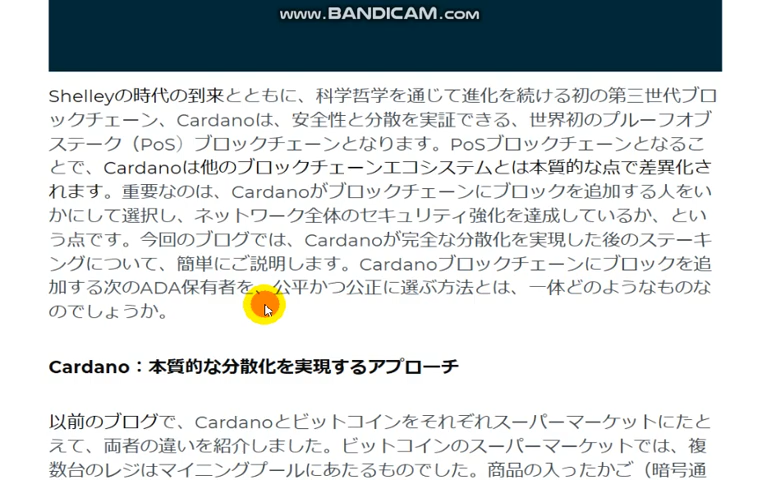 www.BANDICAM.com
Shelleyの時代の到来とともに、科学哲学を通じて進化を続ける初の第三世代ブロ
ックチェーン、Cardanoは、安全性と分散を実証できる、世界初のプルーフオブ
ステーク（PoS）ブロックチェーンとなります。PoSブロックチェーンとなるこ
とで、Cardanoは他のブロックチェーンエコシステムとは本質的な点で差異化さ
れます。重要なのは、Cardanoがブロックチェーンにブロックを追加する人をい
かにして選択し、ネットワーク全体のセキュリティ強化を達成しているか、とい
う点です。今回のブログでは、Cardanoが完全な分散化を実現した後のステーキ
ングについて、簡単にご説明します。Cardanoブロックチェーンにブロックを追
加する次のADA保有者を、公平かつ公正に選ぶ方法とは、一体どのようなものな
のでしょうか。
Cardano：本質的な分散化を実現するアプローチ
以前のブログで、Cardanoとビットコインをそれぞれスーパーマーケットにたと
えて、両者の違いを紹介しました。ビットコインのスーパーマーケットでは、複
数台のレジはマイニングプールにあたるものでした。商品の入ったかご（暗号通